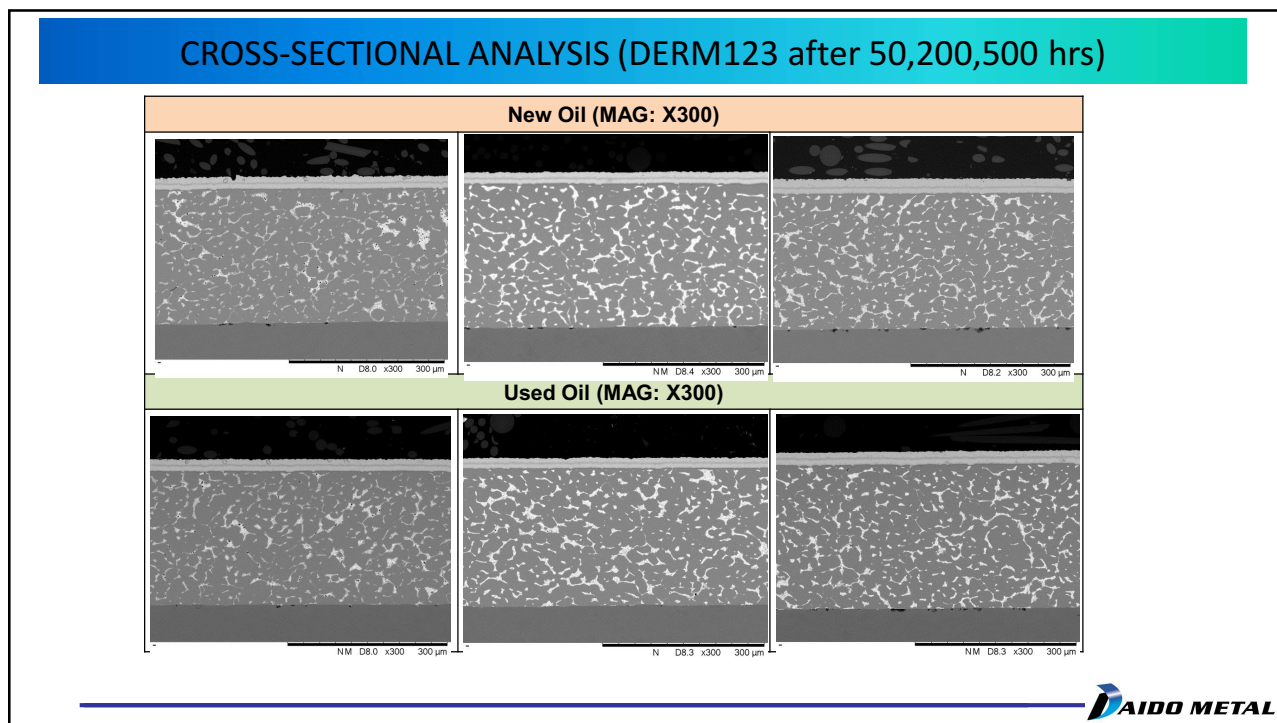 CROSS-SECTIONAL ANALYSIS (DERM123 after 50,200,500 hrs)
New Oil (MAG: X300)
N D8.0 x300 300 µm
NM D8.4 x300 300 µm
N D8.2 x300 300 µm
Used Oil (MAG: X300)
NM D8.0 x300 300 µm
N D8.3 x300 300 µm
NM D8.3 x300 300 µm
DAIDO METAL